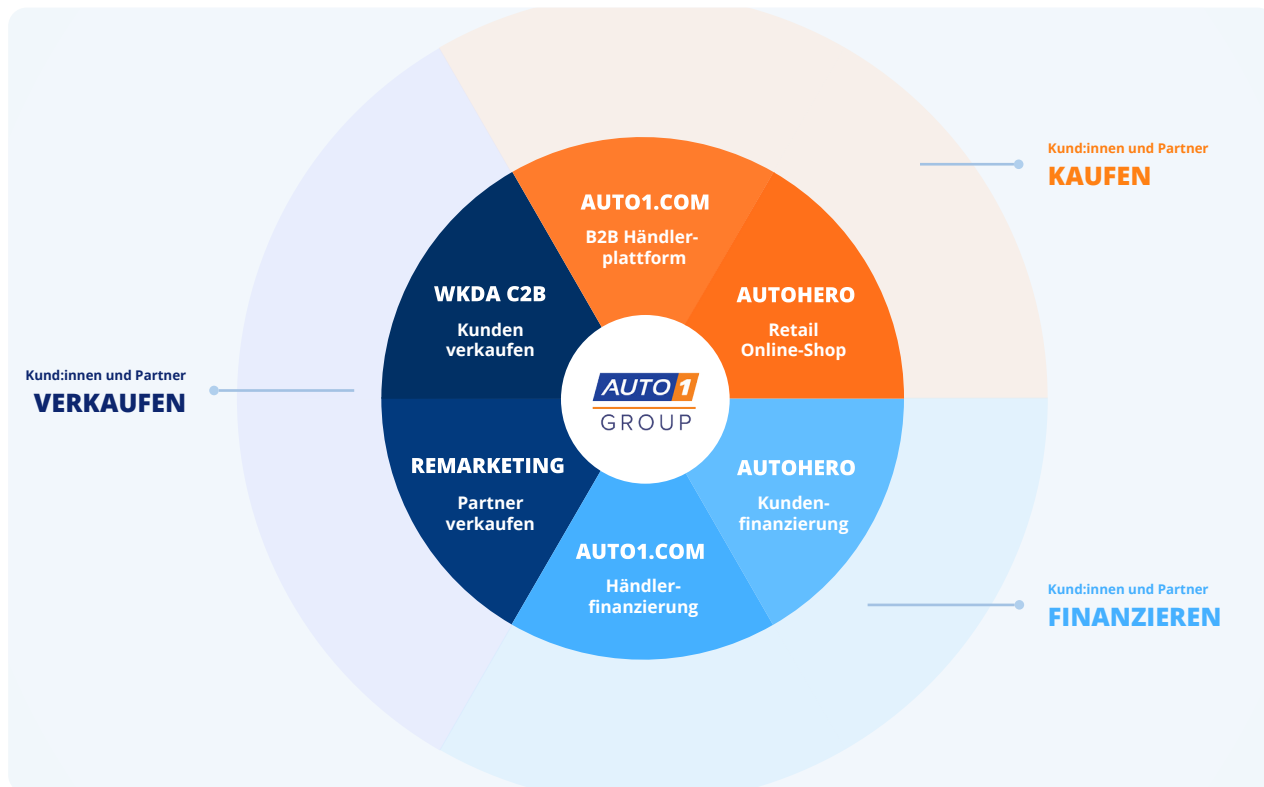 Kund:innen und Partner
KAUFEN
AUTO1.COM
B2B Händler-
plattform
AUTOHERO
Retail
Online-Shop
WKDA C2B
Kunden
verkaufen
Kund:innen und Partner
VERKAUFEN
AUTO1
GROUP
REMARKETING
Partner
verkaufen
AUTOHERO
Kunden-
finanzierung
AUTO1.COM
Händler-
finanzierung
Kund:innen und Partner
FINANZIEREN